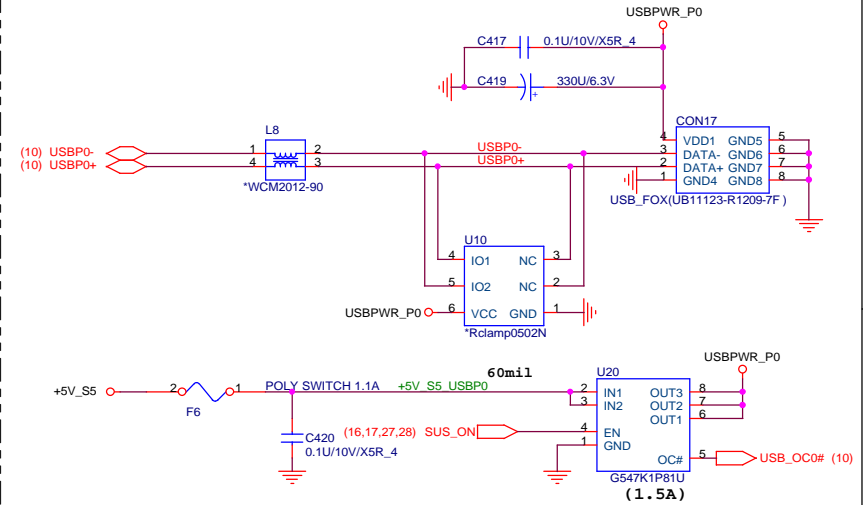 USBPWR_P0
C417 0.1U/10V/X5R_4
C419 330U/6.3V
+
CON17
L8
(10) USBP0- 1 2 USBP0- 3 DATA- GND6 6
4 VDD1 GND5 5
(10) USBP0+ 4 3 USBP0+ 2 DATA+ GND7 7
1 GND4 GND8 8
*WCM2012-90
USB_FOX(UB11123-R1209-7F )
U10
4 IO1 NC 3
5 IO2 NC 2
USBPWR_P0 6 VCC GND 1
*Rclamp0502N
60mil
U20
USBPWR_P0
+5V_S5 2 1 POLY SWITCH 1.1A +5V_S5_USBP0 2 IN1 OUT3 8
F6
3 IN2 OUT2 7
OUT1 6
C420
0.1U/10V/X5R_4
(16,17,27,28) SUS_ON 4 EN
1 GND
OC# 5 USB_OC0# (10)
G547K1P81U
(1.5A)